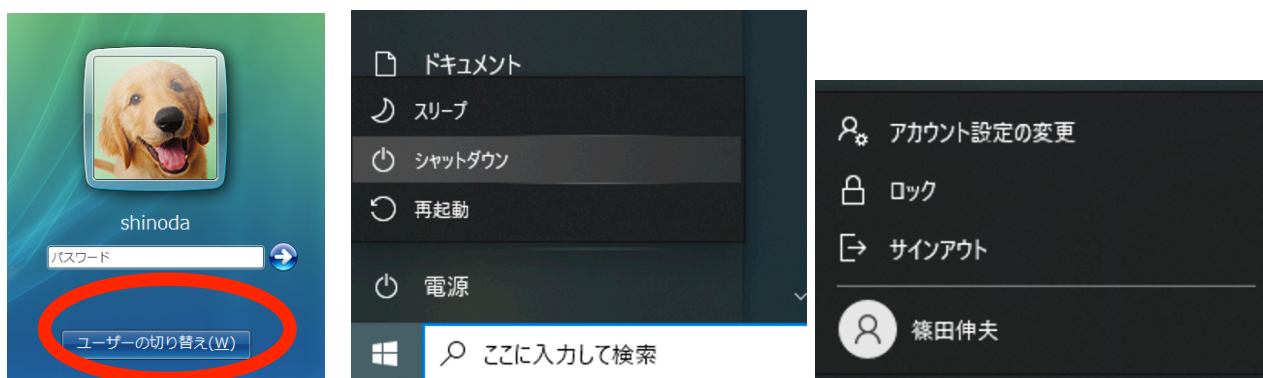 shinoda
パスワード
ユーザーの切り替え(W)
ドキュメント
スリープ
シャットダウン
再起動
電源
ここに入力して検索
アカウント設定の変更
ロック
サインアウト
篠田伸夫